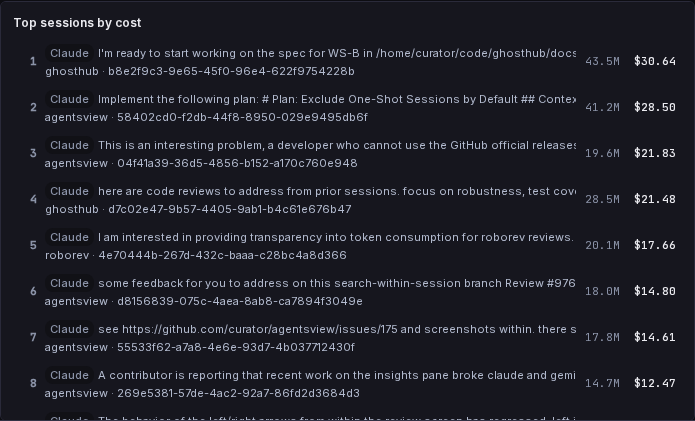 Top sessions by cost
1 Claude I'm ready to start working on the spec for WS-B in /home/curator/code/ghosthub/docs 43.5M $30.64
ghosthub · b8e2f9c3-9e65-45f0-96e4-622f9754228b
2 Claude Implement the following plan: # Plan: Exclude One-Shot Sessions by Default ## Contex 41.2M $28.50
agentsview · 58402cd0-f2db-44f8-8950-029e9495db6f
3 Claude This is an interesting problem, a developer who cannot use the GitHub official releases 19.6M $21.83
agentsview · 04f41a39-36d5-4856-b152-a170c760e948
4 Claude here are code reviews to address from prior sessions. focus on robustness, test cove 28.5M $21.48
ghosthub · d7c02e47-9b57-4405-9ab1-b4c61e676b47
5 Claude I am interested in providing transparency into token consumption for roborev reviews. 20.1M $17.66
roborev · 4e70444b-267d-432c-baaa-c28bc4a8d366
6 Claude some feedback for you to address on this search-within-session branch Review #976 18.0M $14.80
agentsview · d8156839-075c-4aea-8ab8-ca7894f3049e
7 Claude see https://github.com/curator/agentsview/issues/175 and screenshots within. there s 17.8M $14.61
agentsview · 55533f62-a7a8-4e6e-93d7-4b037712430f
8 Claude A contributor is reporting that recent work on the insights pane broke claude and gemi 14.7M $12.47
agentsview · 269e5381-57de-4ac2-92a7-86fd2d3684d3